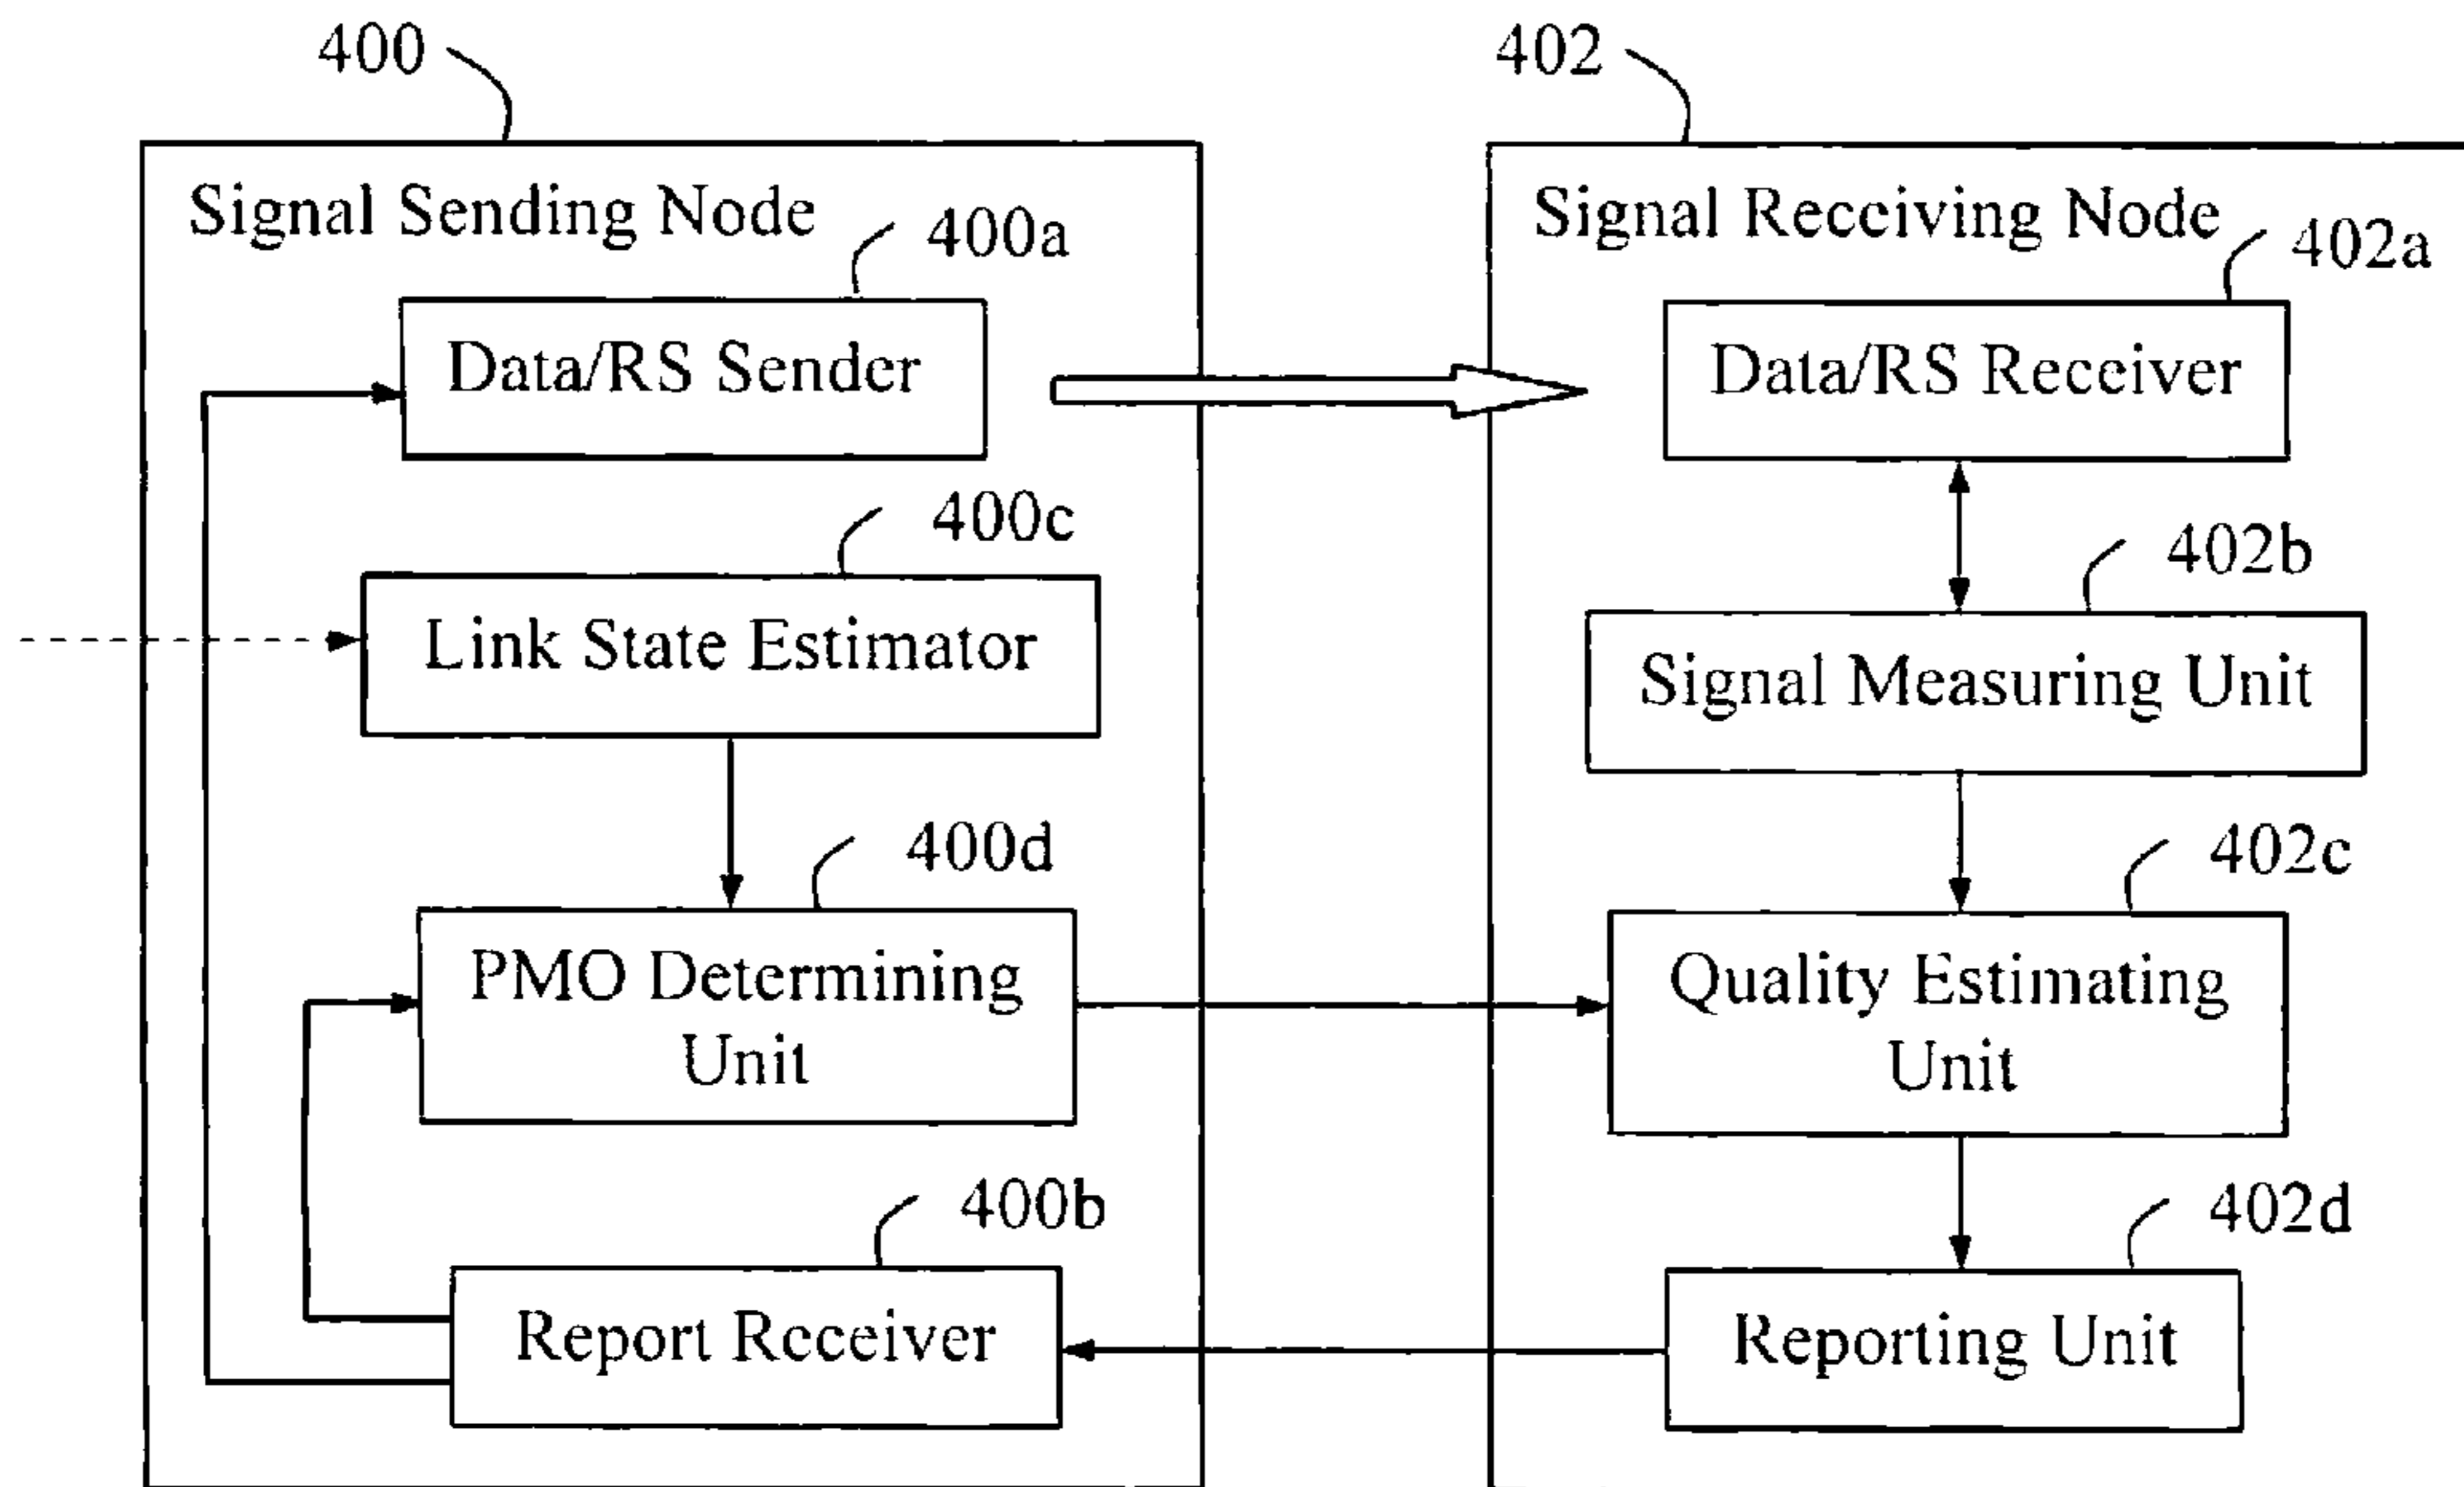 400
402
Signal Sending Node
400a
Data/RS Sender
400c
Link State Estimator
400d
PMO Determining
Unit
400b
Report Receiver
Signal Receiving Node
402a
Data/RS Receiver
402b
Signal Measuring Unit
402c
Quality Estimating
Unit
402d
Reporting Unit